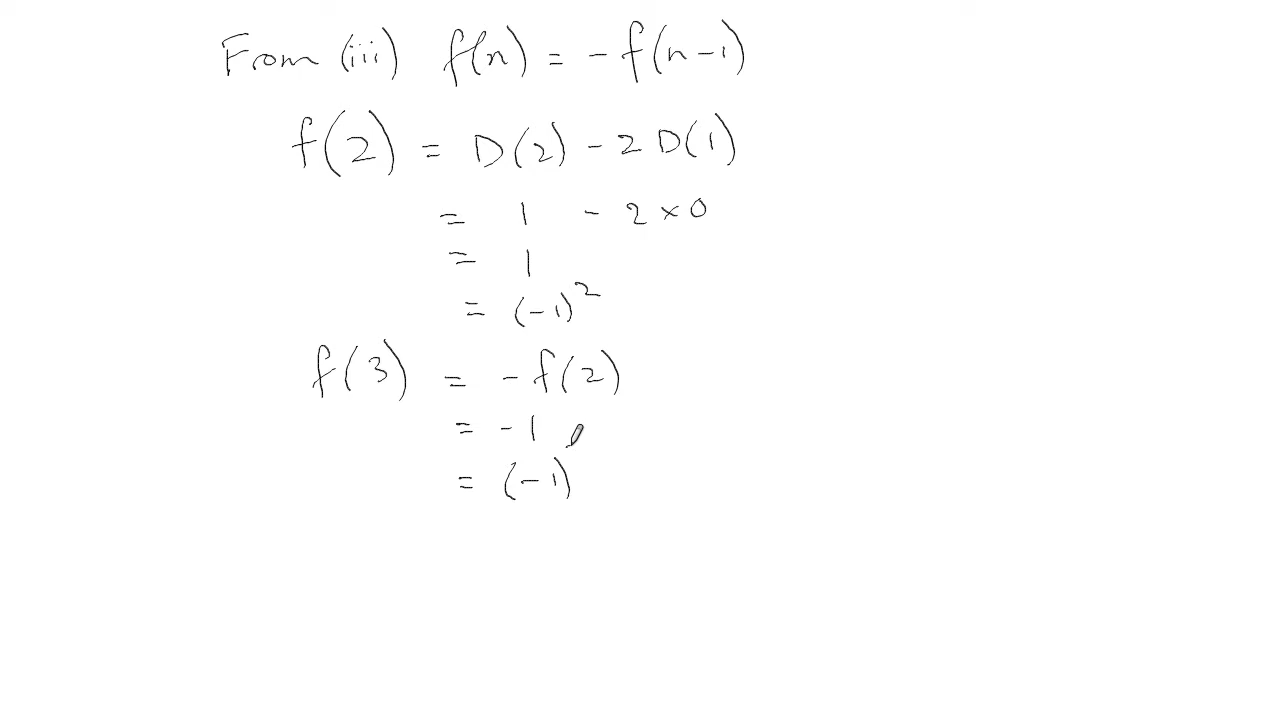 From (iii) f(n) = -f(n-1)
f(2) = D(2) - 2 D(1)
= 1 - 2 × 0
= 1
= (-1)²
f(3) = -f(2)
= -1
= (-1)